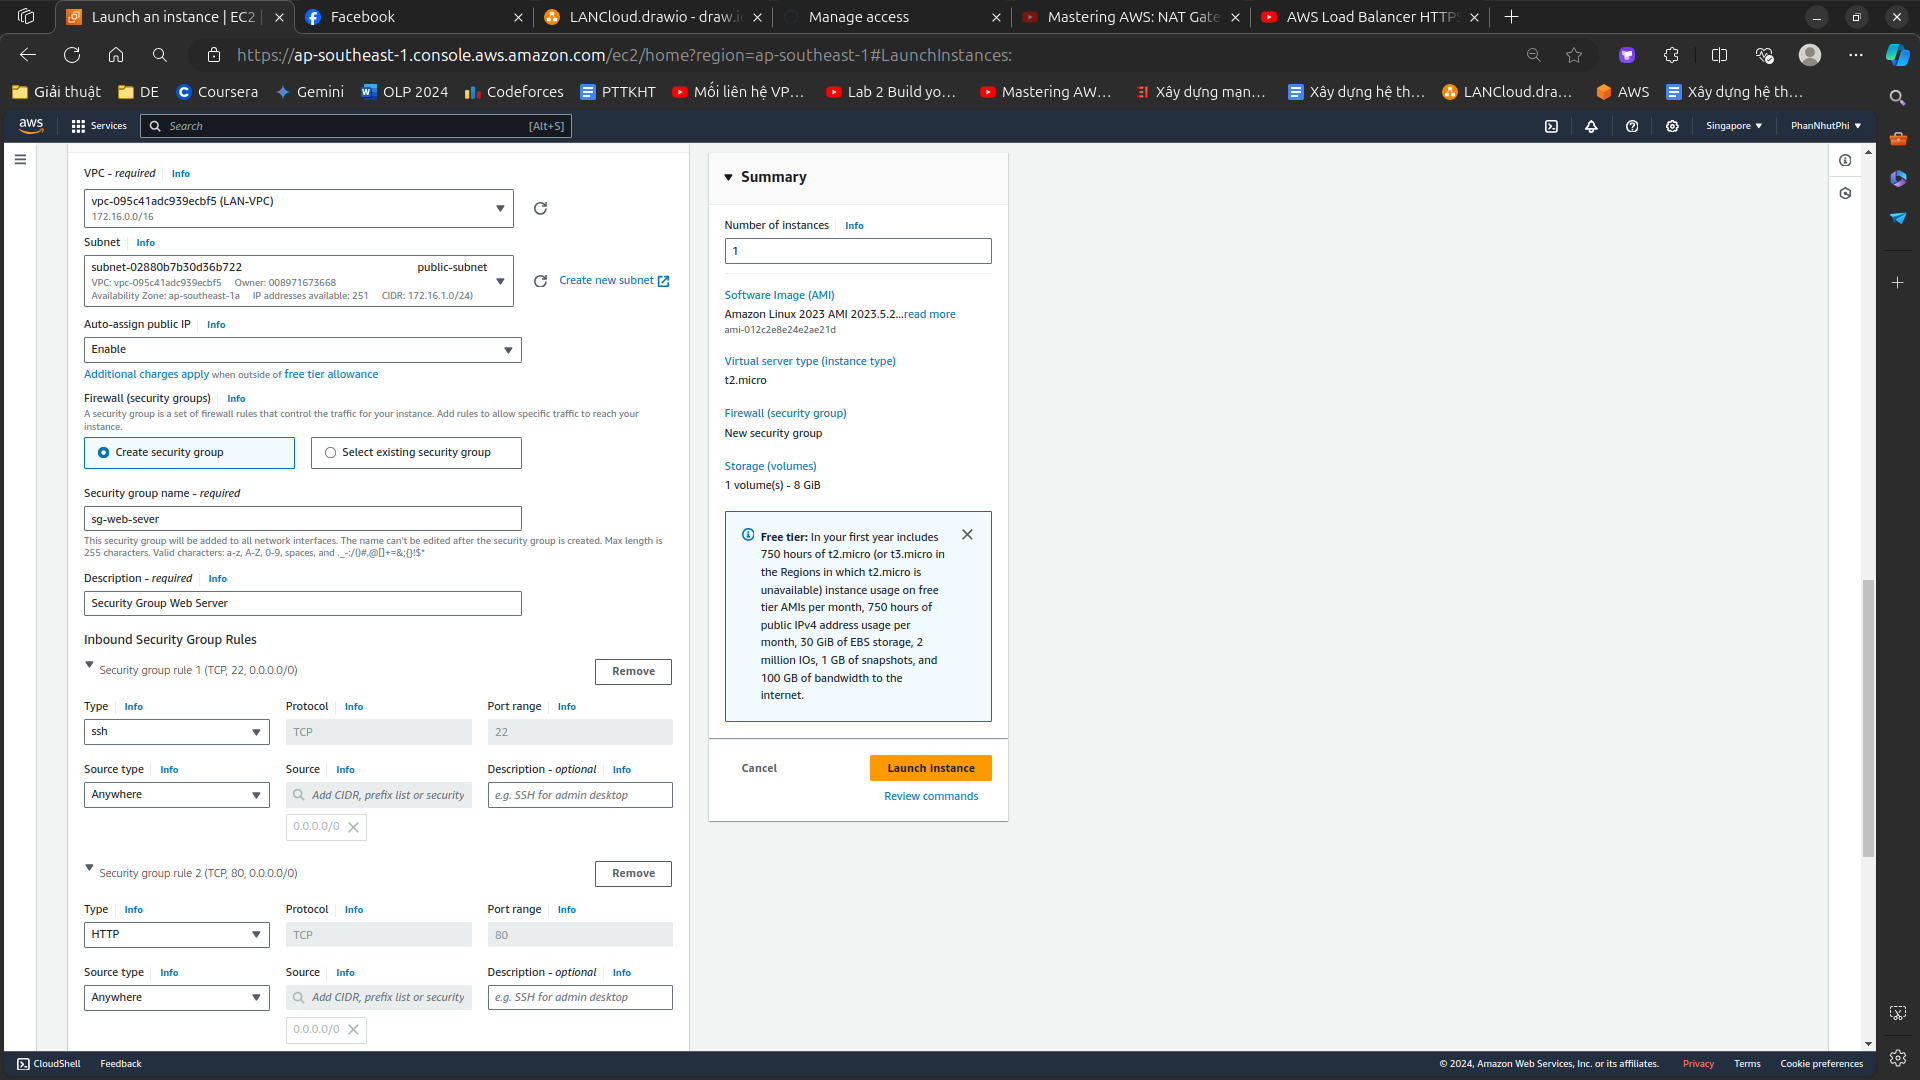 Launch an instance | EC2
Facebook
LANCloud.drawio - draw.i
Manage access
Mastering AWS: NAT Gate
AWS Load Balancer HTTPS
https://ap-southeast-1.console.aws.amazon.com/ec2/home?region=ap-southeast-1#LaunchInstances:
Giải thuật
DE
Coursera
Gemini
OLP 2024
Codeforces
PTTKHT
Mối liên hệ VP...
Lab 2 Build yo...
Mastering AW...
Xây dựng mạn...
Xây dựng hệ th...
LANCloud.dra...
AWS
Xây dựng hệ th...
aws
Services
Search
[Alt+S]
Singapore
PhanNhutPhi
VPC - required Info
vpc-095c41adc939ecbf5 (LAN-VPC)
172.16.0.0/16
Subnet Info
subnet-02880b7b30d36b722 public-subnet
VPC: vpc-095c41adc939ecbf5 Owner: 008971673668
Availability Zone: ap-southeast-1a IP addresses available: 251 CIDR: 172.16.1.0/24)
Create new subnet
Auto-assign public IP Info
Enable
Additional charges apply when outside of free tier allowance
Firewall (security groups) Info
A security group is a set of firewall rules that control the traffic for your instance. Add rules to allow specific traffic to reach your
instance.
Create security group
Select existing security group
Security group name - required
sg-web-sever
This security group will be added to all network interfaces. The name can't be edited after the security group is created. Max length is
255 characters. Valid characters: a-z, A-Z, 0-9, spaces, and ._-:/()#,@[]+=&;{}!$*
Description - required Info
Security Group Web Server
Inbound Security Group Rules
Security group rule 1 (TCP, 22, 0.0.0.0/0)
Remove
Type Info
Protocol Info
Port range Info
ssh
TCP
22
Source type Info
Source Info
Description - optional Info
Anywhere
Add CIDR, prefix list or security
e.g. SSH for admin desktop
0.0.0.0/0
Security group rule 2 (TCP, 80, 0.0.0.0/0)
Remove
Type Info
Protocol Info
Port range Info
HTTP
TCP
80
Source type Info
Source Info
Description - optional Info
Anywhere
Add CIDR, prefix list or security
e.g. SSH for admin desktop
0.0.0.0/0
Summary
Number of instances Info
1
Software Image (AMI)
Amazon Linux 2023 AMI 2023.5.2...read more
ami-012c2e8e24e2ae21d
Virtual server type (instance type)
t2.micro
Firewall (security group)
New security group
Storage (volumes)
1 volume(s) - 8 GiB
Free tier: In your first year includes
750 hours of t2.micro (or t3.micro in
the Regions in which t2.micro is
unavailable) instance usage on free
tier AMIs per month, 750 hours of
public IPv4 address usage per
month, 30 GiB of EBS storage, 2
million IOs, 1 GB of snapshots, and
100 GB of bandwidth to the
internet.
Cancel
Launch instance
Review commands
CloudShell
Feedback
© 2024, Amazon Web Services, Inc. or its affiliates.
Privacy
Terms
Cookie preferences